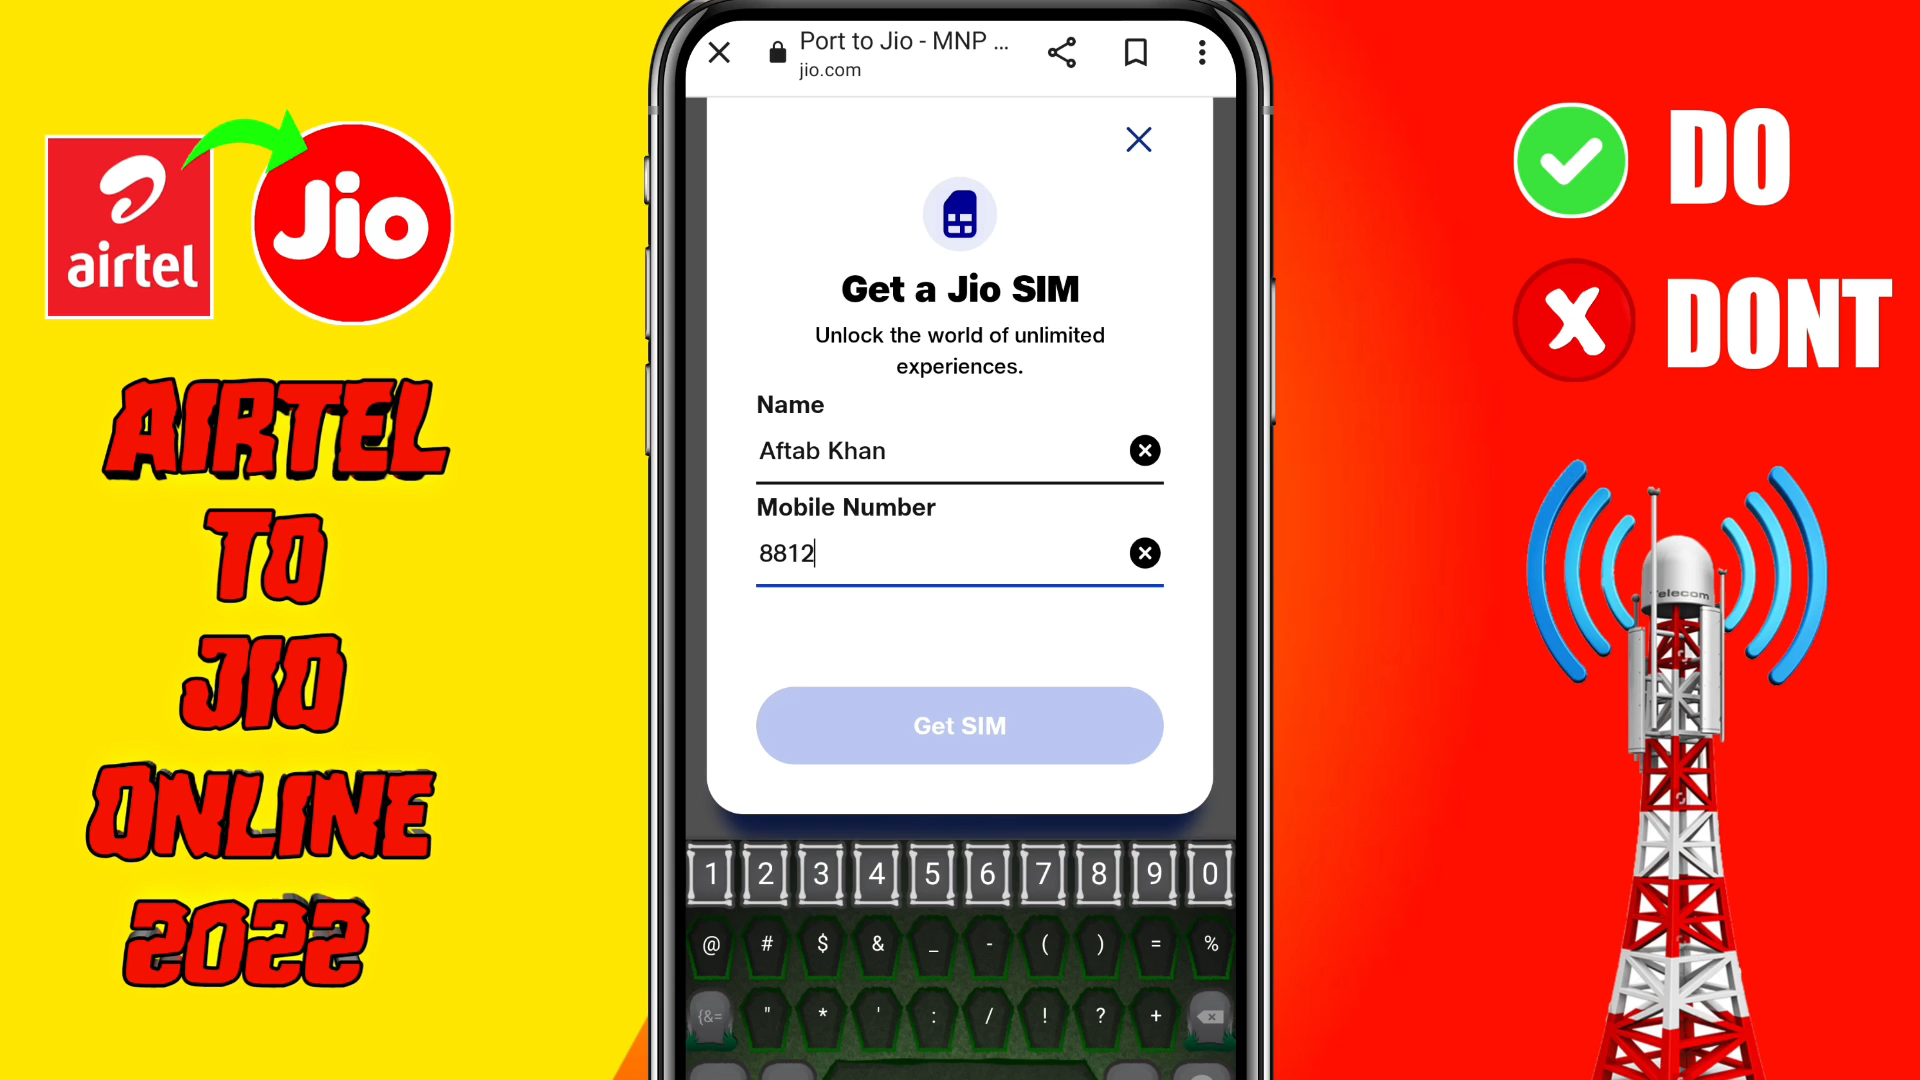 airtel
Jio
AIRTEL
TO
JIO
ONLINE
2022
Port to Jio - MNP ...
jio.com
Get a Jio SIM
Unlock the world of unlimited
experiences.
Name
Aftab Khan
Mobile Number
8812
Get SIM
1 2 3 4 5 6 7 8 9 0
@ # $ & _ - ( ) = %
{&= " * ' : / ! ? +
DO
X DONT
Telecom